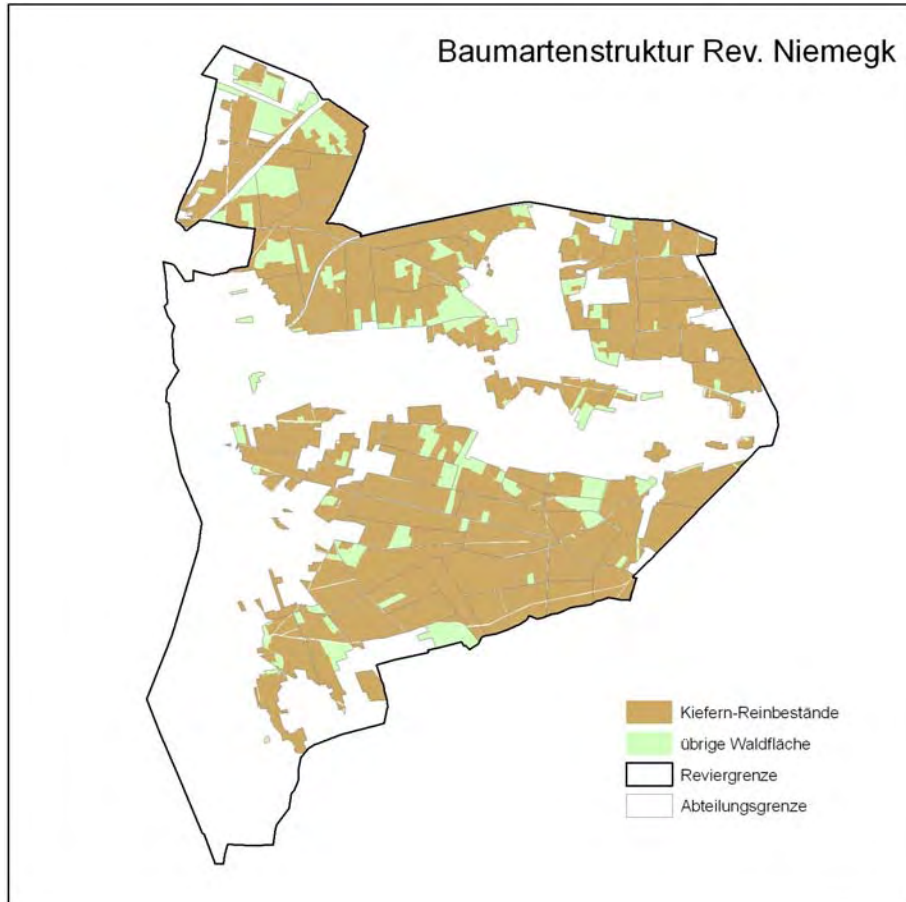 Baumartenstruktur Rev. Niemegk
Kiefern-Reinbestände
übrige Waldfläche
Reviergrenze
Abteilungsgrenze